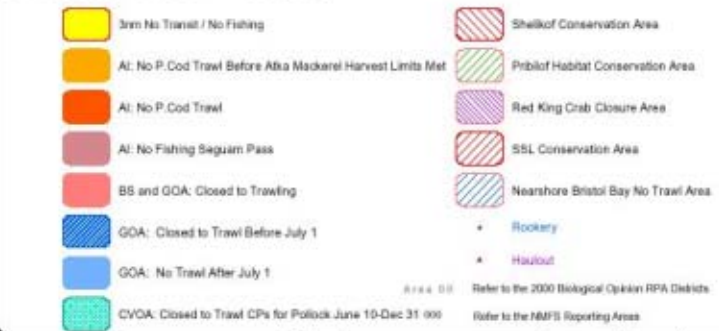 3nm No Transit / No Fishing
AI: No P.Cod Trawl Before Atka Mackerel Harvest Limits Met
AI: No P.Cod Trawl
AI: No Fishing Seguam Pass
BS and GOA: Closed to Trawling
GOA: Closed to Trawl Before July 1
GOA: No Trawl After July 1
CVOA: Closed to Trawl CPs for Pollock June 10-Dec 31
Shelikof Conservation Area
Pribilof Habitat Conservation Area
Red King Crab Closure Area
SSL Conservation Area
Nearshore Bristol Bay No Trawl Area
Rookery
Haulout
Area 00 Refer to the 2000 Biological Opinion RPA Districts
000 Refer to the NMFS Reporting Areas